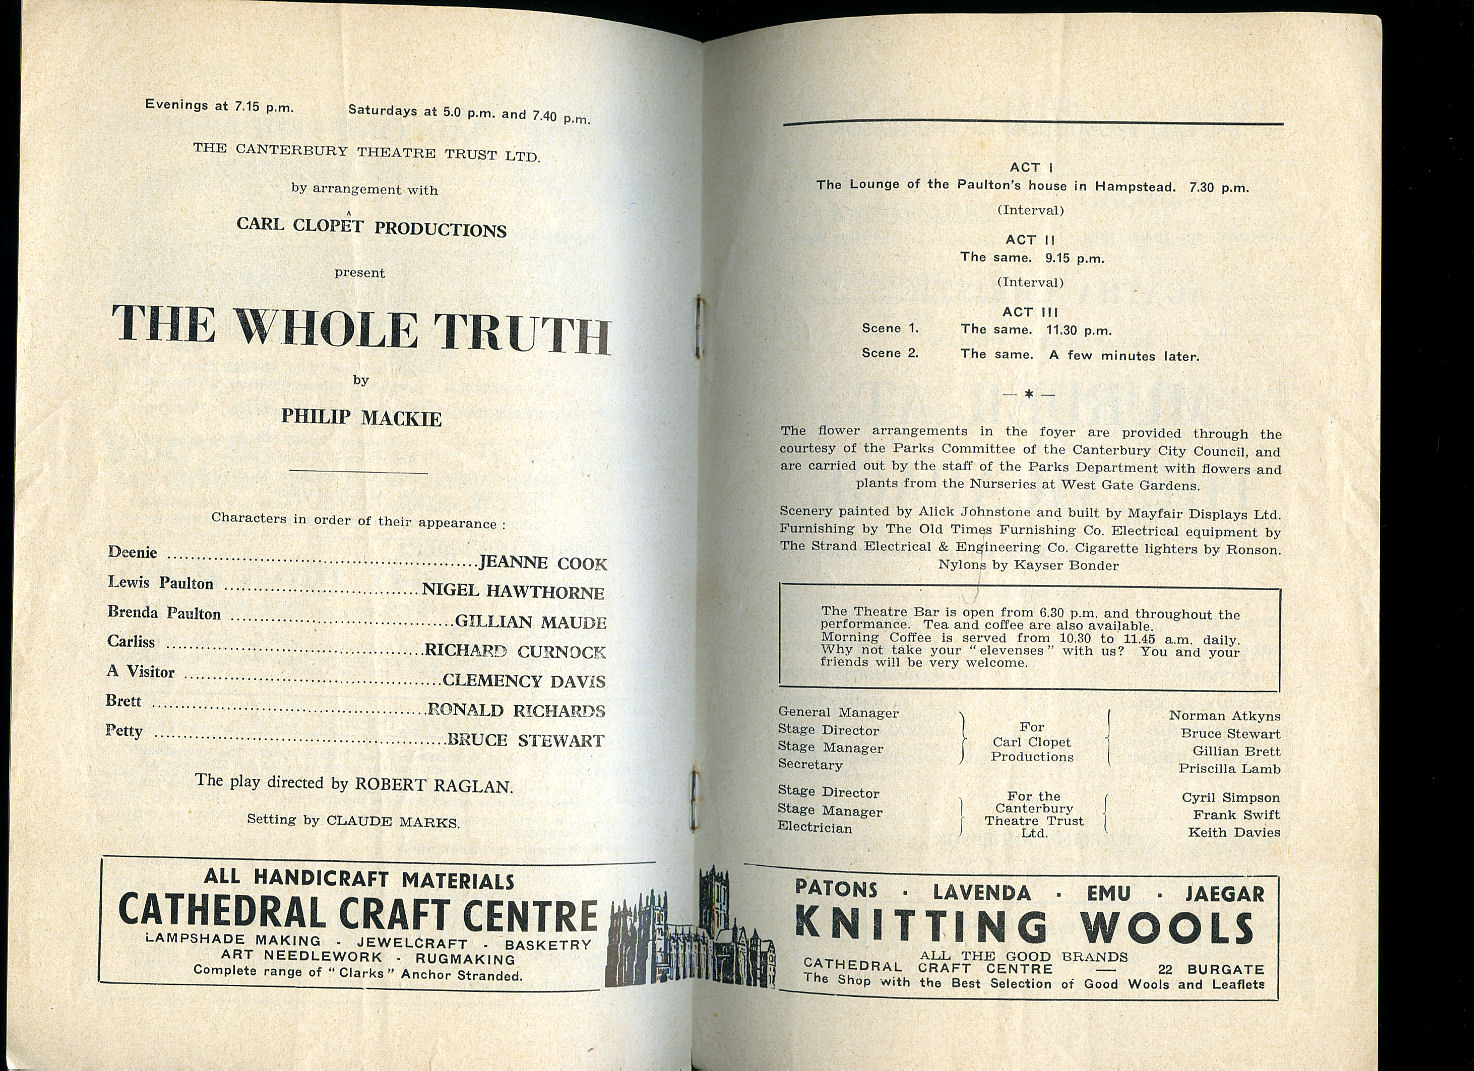 Evenings at 7.15 p.m. Saturdays at 5.0 p.m. and 7.40 p.m.
THE CANTERBURY THEATRE TRUST LTD.
by arrangement with
CARL CLOPÊT PRODUCTIONS
present
THE WHOLE TRUTH
by
PHILIP MACKIE
Characters in order of their appearance :
Deenie ........ JEANNE COOK
Lewis Paulton ........ NIGEL HAWTHORNE
Brenda Paulton ........ GILLIAN MAUDE
Carliss ........ RICHARD CURNOCK
A Visitor ........ CLEMENCY DAVIS
Brett ........ RONALD RICHARDS
Petty ........ BRUCE STEWART
The play directed by ROBERT RAGLAN.
Setting by CLAUDE MARKS.
ALL HANDICRAFT MATERIALS
CATHEDRAL CRAFT CENTRE
LAMPSHADE MAKING - JEWELCRAFT - BASKETRY
ART NEEDLEWORK - RUGMAKING
Complete range of "Clarks" Anchor Stranded.
ACT I
The Lounge of the Paulton's house in Hampstead. 7.30 p.m.
(Interval)
ACT II
The same. 9.15 p.m.
(Interval)
ACT III
Scene 1. The same. 11.30 p.m.
Scene 2. The same. A few minutes later.
— * —
The flower arrangements in the foyer are provided through the
courtesy of the Parks Committee of the Canterbury City Council, and
are carried out by the staff of the Parks Department with flowers and
plants from the Nurseries at West Gate Gardens.
Scenery painted by Alick Johnstone and built by Mayfair Displays Ltd.
Furnishing by The Old Times Furnishing Co. Electrical equipment by
The Strand Electrical & Engineering Co. Cigarette lighters by Ronson.
Nylons by Kayser Bonder
The Theatre Bar is open from 6.30 p.m. and throughout the
performance. Tea and coffee are also available.
Morning Coffee is served from 10.30 to 11.45 a.m. daily.
Why not take your "elevenses" with us? You and your
friends will be very welcome.
General Manager
Stage Director
Stage Manager
Secretary
For
Carl Clopet
Productions
Norman Atkyns
Bruce Stewart
Gillian Brett
Priscilla Lamb
Stage Director
Stage Manager
Electrician
For the
Canterbury
Theatre Trust
Ltd.
Cyril Simpson
Frank Swift
Keith Davies
PATONS · LAVENDA · EMU · JAEGAR
KNITTING WOOLS
ALL THE GOOD BRANDS
CATHEDRAL CRAFT CENTRE — 22 BURGATE
The Shop with the Best Selection of Good Wools and Leaflets